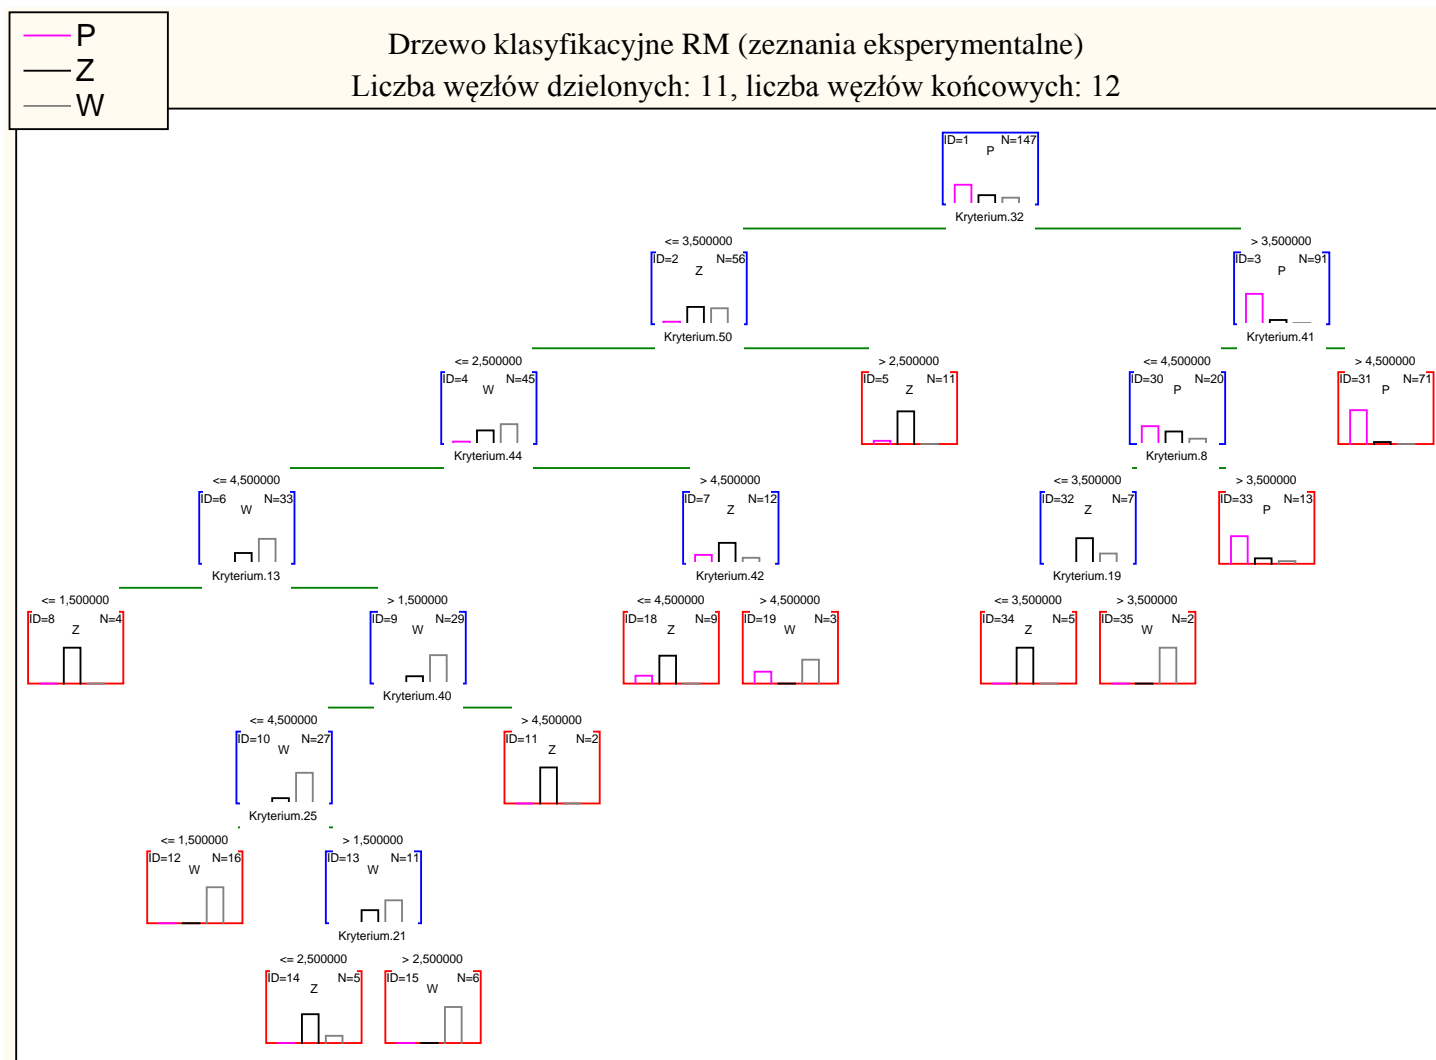 P
Z
W
Drzewo klasyfikacyjne RM (zeznania eksperymentalne)
Liczba węzłów dzielonych: 11, liczba węzłów końcowych: 12
ID=1 N=147
P
Kryterium.32
<= 3,500000 > 3,500000
ID=2 N=56 ID=3 N=91
Z P
Kryterium.50 Kryterium.41
<= 2,500000 > 2,500000 <= 4,500000 > 4,500000
ID=4 N=45 ID=5 N=11 ID=30 N=20 ID=31 N=71
W Z P P
Kryterium.44 Kryterium.8
<= 4,500000 > 4,500000 <= 3,500000 > 3,500000
ID=6 N=33 ID=7 N=12 ID=32 N=7 ID=33 N=13
W Z Z P
Kryterium.13 Kryterium.42 Kryterium.19
<= 1,500000 > 1,500000 <= 4,500000 > 4,500000 <= 3,500000 > 3,500000
ID=8 N=4 ID=9 N=29 ID=18 N=9 ID=19 N=3 ID=34 N=5 ID=35 N=2
Z W Z W Z W
Kryterium.40
<= 4,500000 > 4,500000
ID=10 N=27 ID=11 N=2
W Z
Kryterium.25
<= 1,500000 > 1,500000
ID=12 N=16 ID=13 N=11
W W
Kryterium.21
<= 2,500000 > 2,500000
ID=14 N=5 ID=15 N=6
Z W